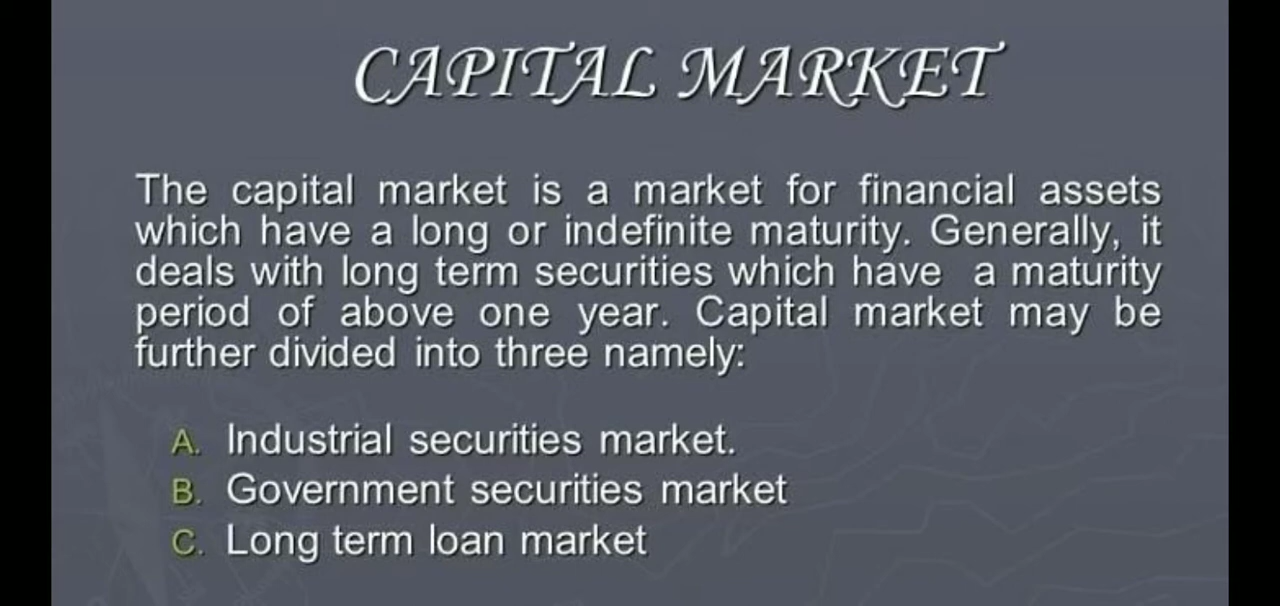 CAPITAL MARKET
The capital market is a market for financial assets
which have a long or indefinite maturity. Generally, it
deals with long term securities which have a maturity
period of above one year. Capital market may be
further divided into three namely:
A. Industrial securities market.
B. Government securities market
C. Long term loan market